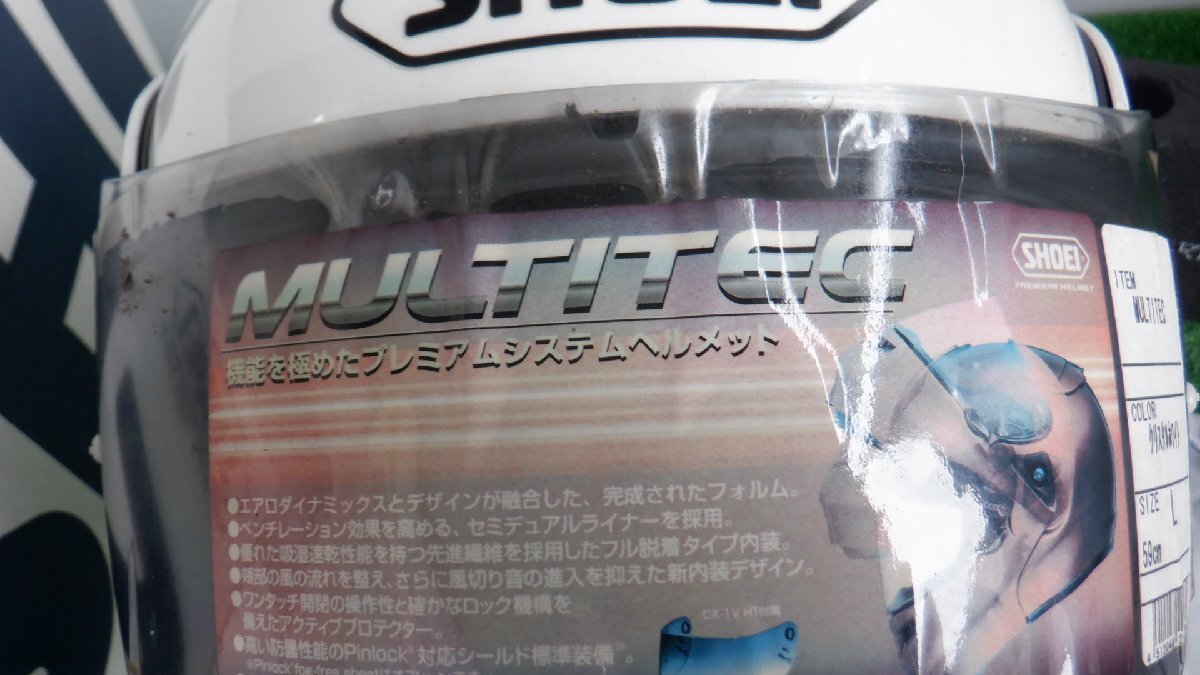 SHOEI
MULTITEC
機能を極めたプレミアムシステムヘルメット
SHOEI
PREMIUM HELMET
●エアロダイナミックスとデザインが融合した、完成されたフォルム。
●ベンチレーション効果を高める、セミデュアルライナーを採用。
●優れた吸湿速乾性能を持つ先進繊維を採用したフル脱着タイプ内装。
●頸部の風の流れを整え、さらに風切り音の進入を抑えた新内装デザイン。
●ワンタッチ開閉の操作性と確かなロック機構を
備えたアクティブプロテクター。
●高い防曇性能のPinlock®対応シールド標準装備※。
※Pinlock® fog-free sheetは
CX-1V HT付属
ITEM
MULTITEC
COLOR
SIZE
L
59cm